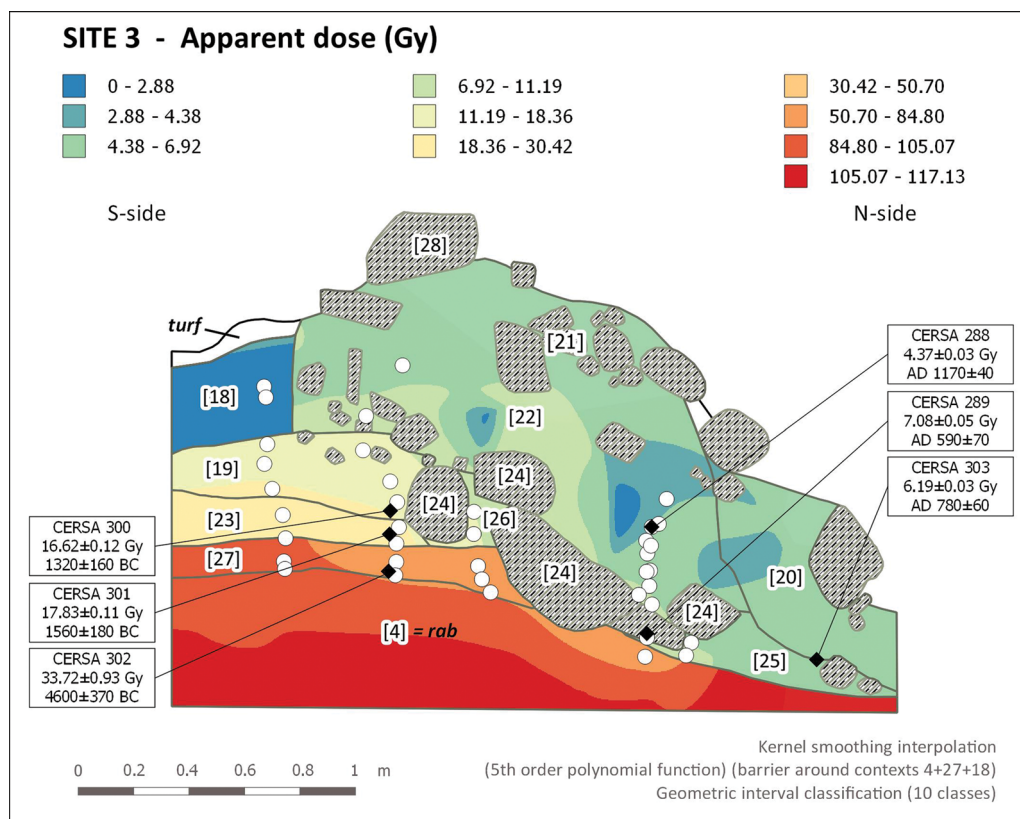 SITE 3 - Apparent dose (Gy)
0 - 2.88
2.88 - 4.38
4.38 - 6.92
6.92 - 11.19
11.19 - 18.36
18.36 - 30.42
30.42 - 50.70
50.70 - 84.80
84.80 - 105.07
105.07 - 117.13
S-side
N-side
[28]
turf
[21]
[18]
[22]
[19]
[24]
[24]
[23]
[26]
[27]
[24]
[20]
[24]
[4] = rab
[25]
CERSA 288
4.37±0.03 Gy
AD 1170±40
CERSA 289
7.08±0.05 Gy
AD 590±70
CERSA 303
6.19±0.03 Gy
AD 780±60
CERSA 300
16.62±0.12 Gy
1320±160 BC
CERSA 301
17.83±0.11 Gy
1560±180 BC
CERSA 302
33.72±0.93 Gy
4600±370 BC
0 0.2 0.4 0.6 0.8 1 m
Kernel smoothing interpolation
(5th order polynomial function) (barrier around contexts 4+27+18)
Geometric interval classification (10 classes)